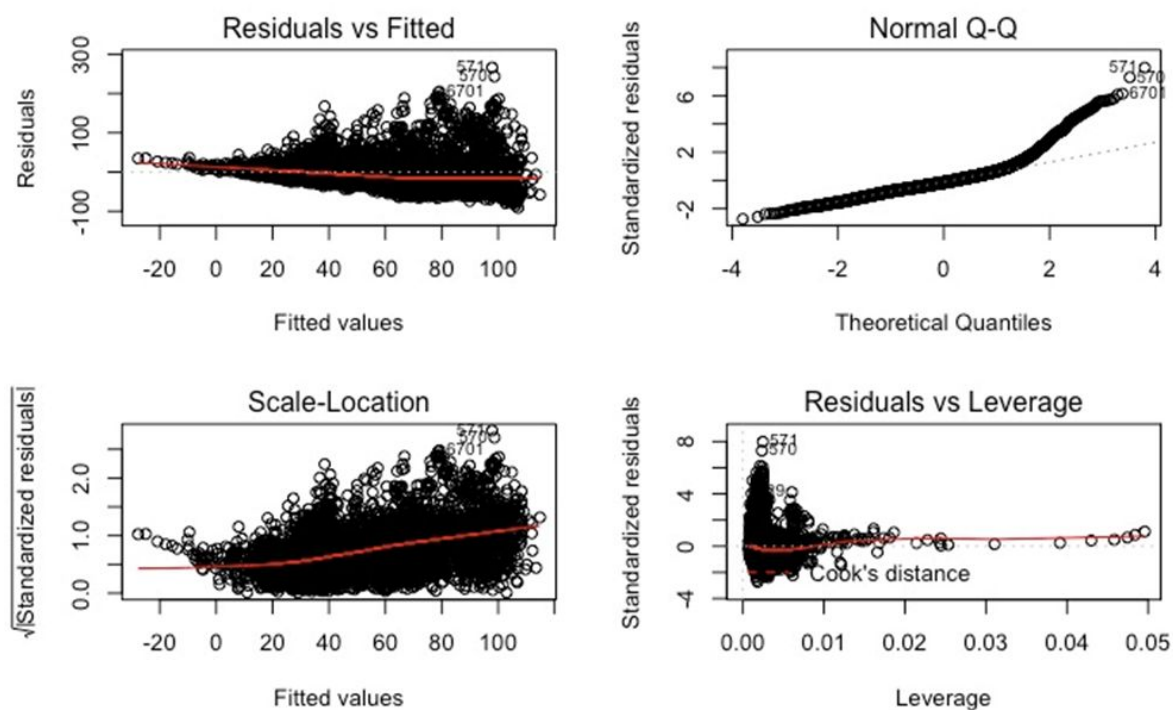 Residuals vs Fitted
Residuals
300
100
-100
571
570
6701
-20 0 20 40 60 80 100
Fitted values
Normal Q-Q
Standardized residuals
6
2
-2
571
570
6701
-4 -2 0 2 4
Theoretical Quantiles
Scale-Location
√|Standardized residuals|
2.0
1.0
0.0
571
570
6701
-20 0 20 40 60 80 100
Fitted values
Residuals vs Leverage
Standardized residuals
8
4
0
-4
571
570
Cook's distance
0.00 0.01 0.02 0.03 0.04 0.05
Leverage